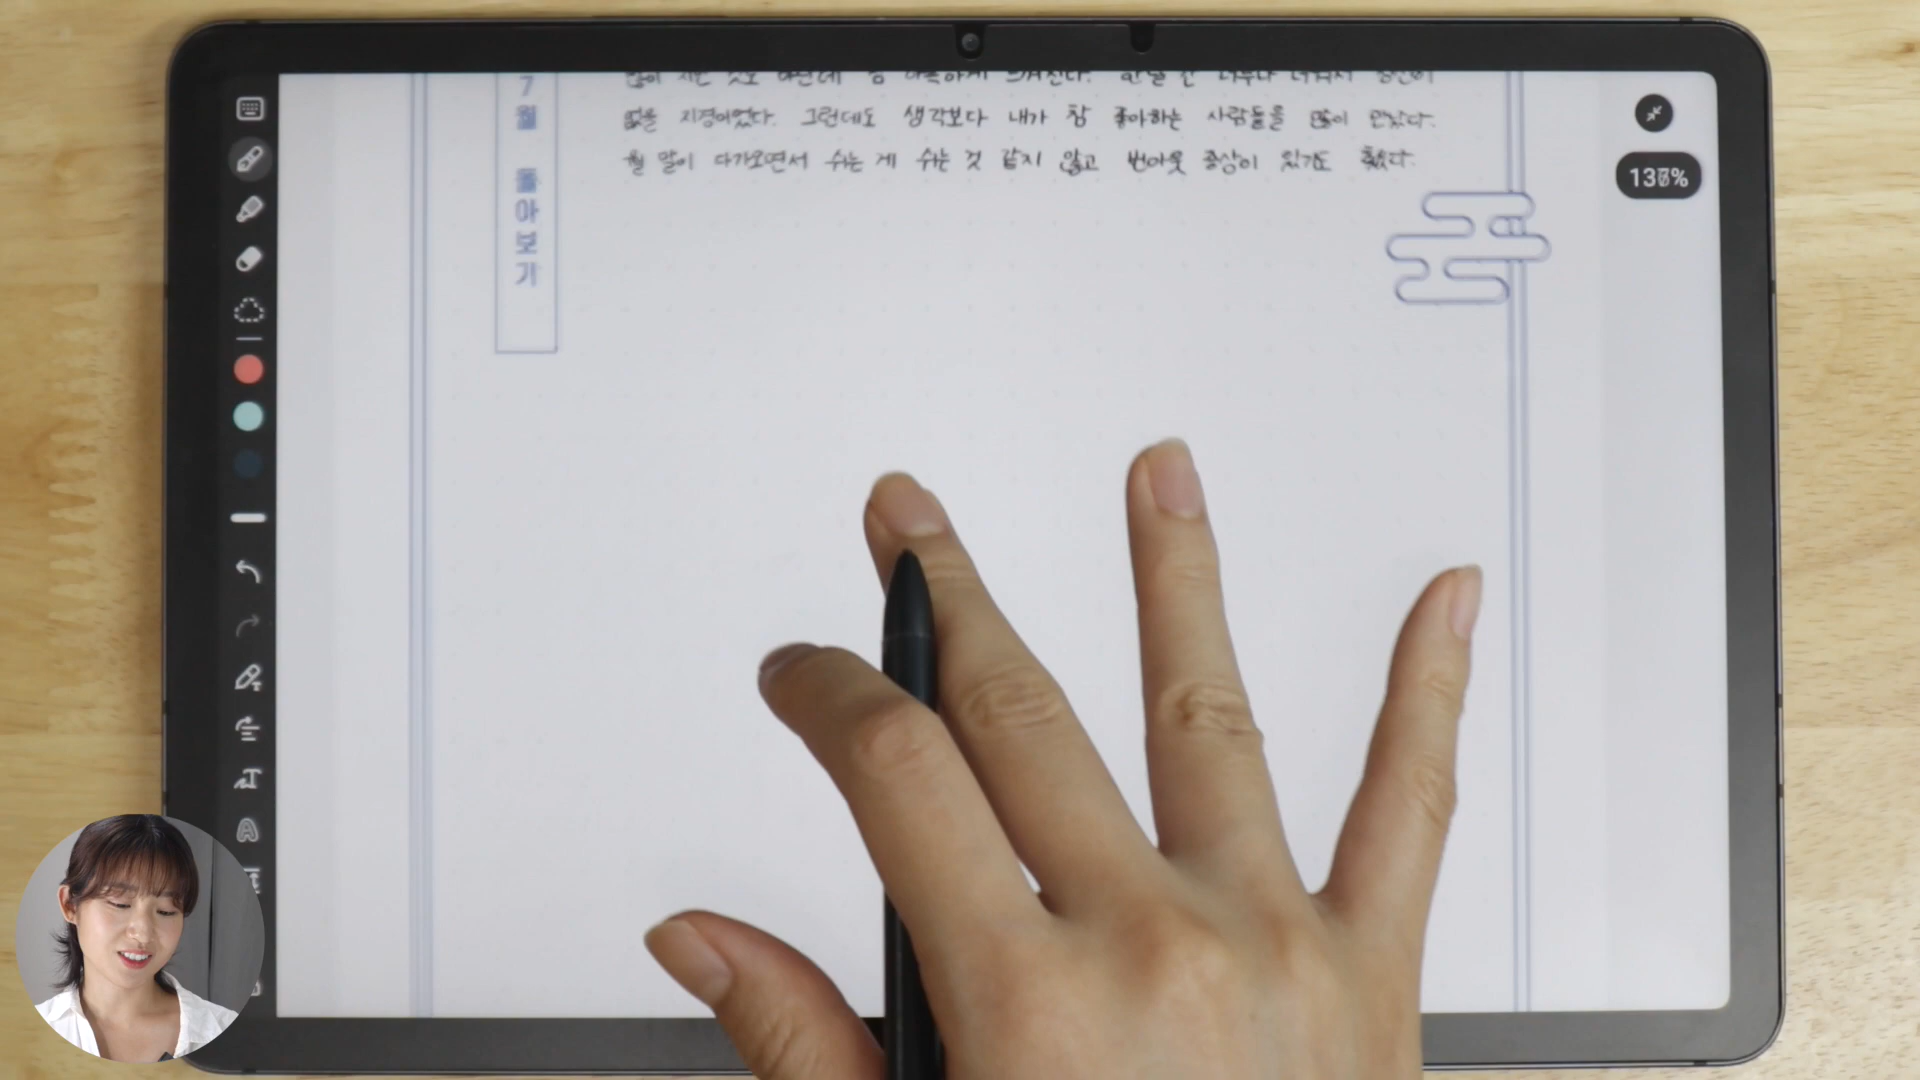 7월 돌아보기
없을 지경이었다. 그런데도 생각보다 내가 참 좋아하는 사람들을 많이 만났다.
월 말이 다가오면서 쉬는 게 쉬는 것 같지 않고 번아웃 증상이 있기도 했다.